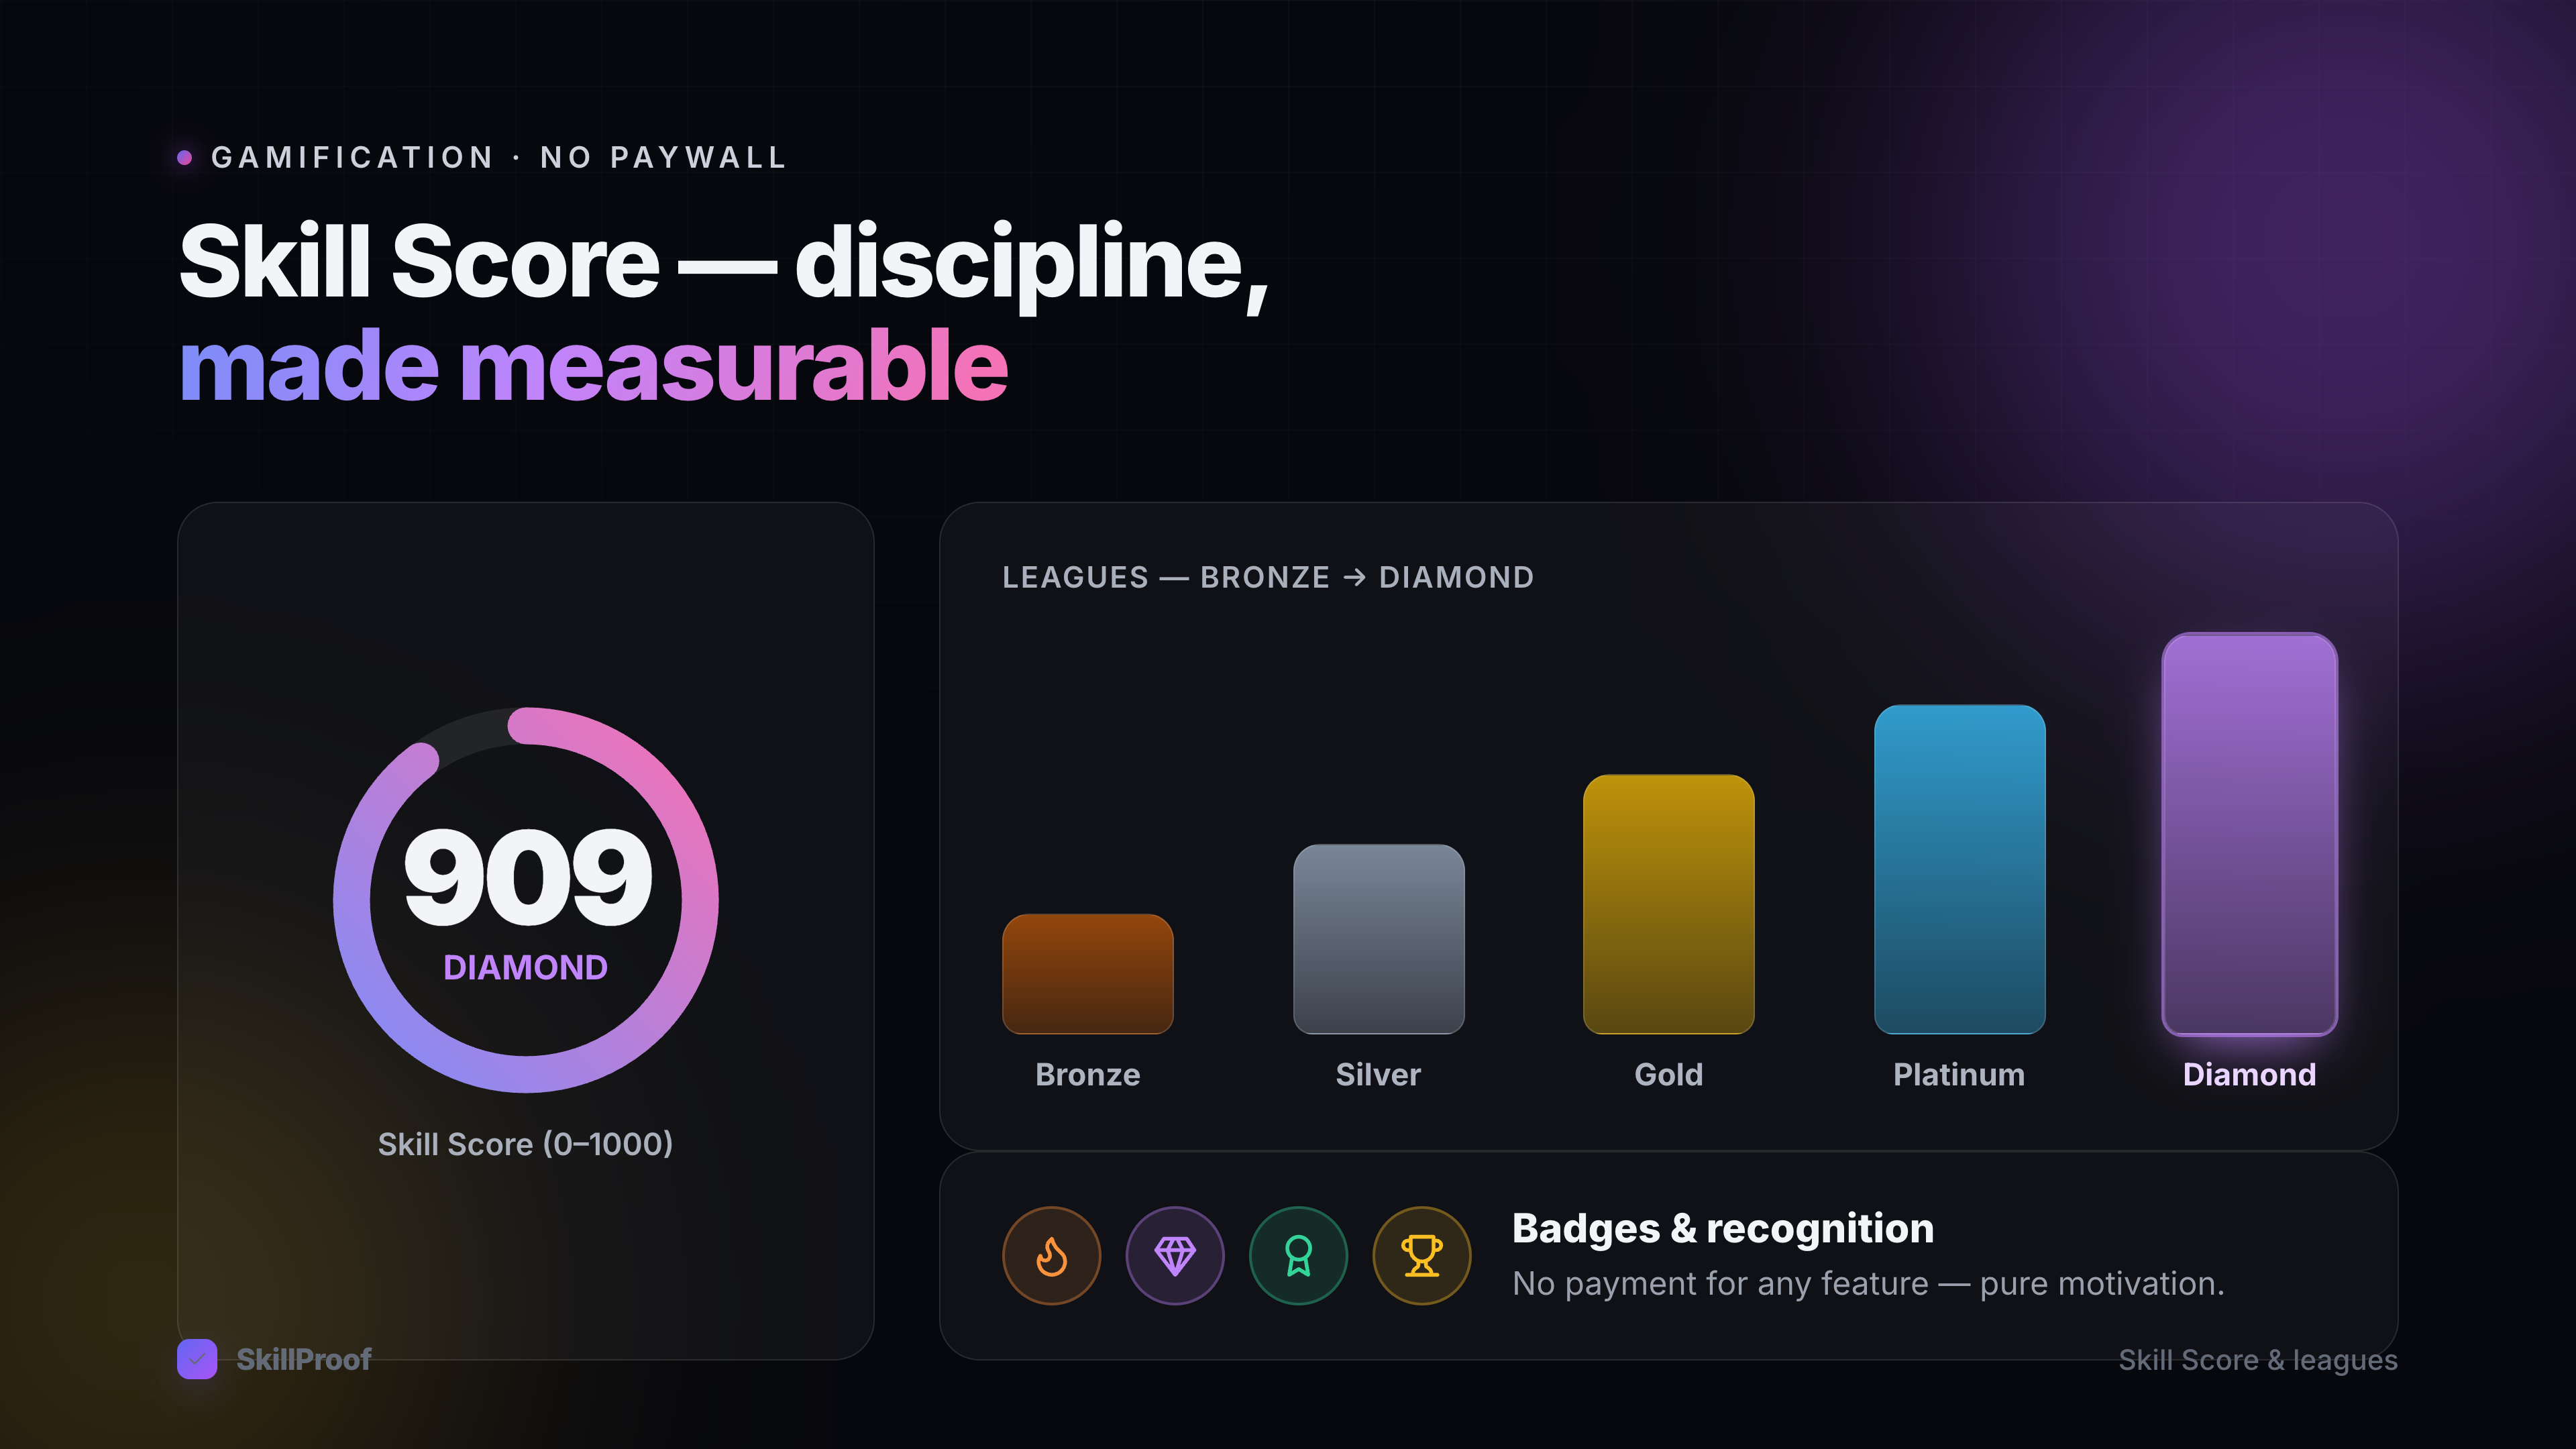 GAMIFICATION · NO PAYWALL
Skill Score — discipline,
made measurable
909
DIAMOND
Skill Score (0–1000)
LEAGUES — BRONZE → DIAMOND
Bronze
Silver
Gold
Platinum
Diamond
Badges & recognition
No payment for any feature — pure motivation.
SkillProof
Skill Score & leagues